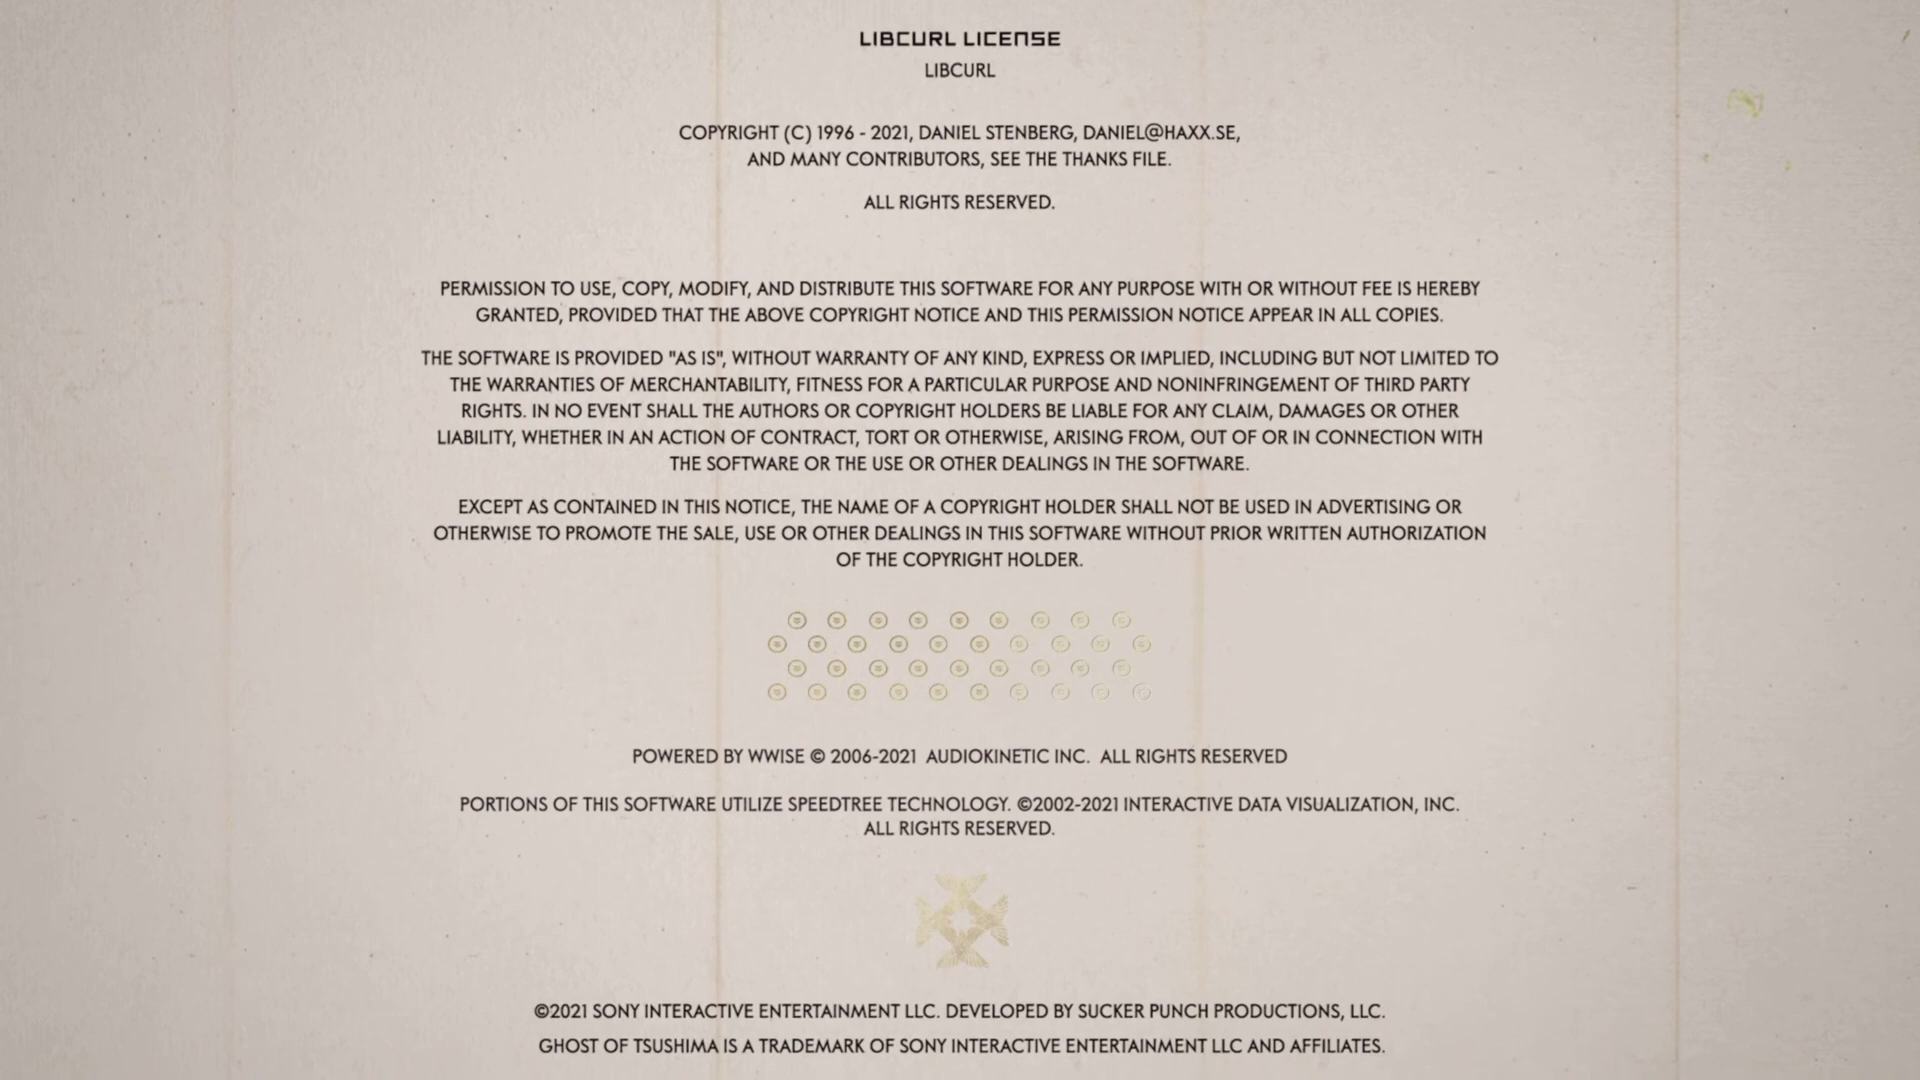 LIBCURL LICENSE
LIBCURL
COPYRIGHT (C) 1996 - 2021, DANIEL STENBERG, DANIEL@HAXX.SE,
AND MANY CONTRIBUTORS, SEE THE THANKS FILE.
ALL RIGHTS RESERVED.
PERMISSION TO USE, COPY, MODIFY, AND DISTRIBUTE THIS SOFTWARE FOR ANY PURPOSE WITH OR WITHOUT FEE IS HEREBY
GRANTED, PROVIDED THAT THE ABOVE COPYRIGHT NOTICE AND THIS PERMISSION NOTICE APPEAR IN ALL COPIES.
THE SOFTWARE IS PROVIDED "AS IS", WITHOUT WARRANTY OF ANY KIND, EXPRESS OR IMPLIED, INCLUDING BUT NOT LIMITED TO
THE WARRANTIES OF MERCHANTABILITY, FITNESS FOR A PARTICULAR PURPOSE AND NONINFRINGEMENT OF THIRD PARTY
RIGHTS. IN NO EVENT SHALL THE AUTHORS OR COPYRIGHT HOLDERS BE LIABLE FOR ANY CLAIM, DAMAGES OR OTHER
LIABILITY, WHETHER IN AN ACTION OF CONTRACT, TORT OR OTHERWISE, ARISING FROM, OUT OF OR IN CONNECTION WITH
THE SOFTWARE OR THE USE OR OTHER DEALINGS IN THE SOFTWARE.
EXCEPT AS CONTAINED IN THIS NOTICE, THE NAME OF A COPYRIGHT HOLDER SHALL NOT BE USED IN ADVERTISING OR
OTHERWISE TO PROMOTE THE SALE, USE OR OTHER DEALINGS IN THIS SOFTWARE WITHOUT PRIOR WRITTEN AUTHORIZATION
OF THE COPYRIGHT HOLDER.
POWERED BY WWISE © 2006-2021 AUDIOKINETIC INC. ALL RIGHTS RESERVED
PORTIONS OF THIS SOFTWARE UTILIZE SPEEDTREE TECHNOLOGY. ©2002-2021 INTERACTIVE DATA VISUALIZATION, INC.
ALL RIGHTS RESERVED.
©2021 SONY INTERACTIVE ENTERTAINMENT LLC. DEVELOPED BY SUCKER PUNCH PRODUCTIONS, LLC.
GHOST OF TSUSHIMA IS A TRADEMARK OF SONY INTERACTIVE ENTERTAINMENT LLC AND AFFILIATES.